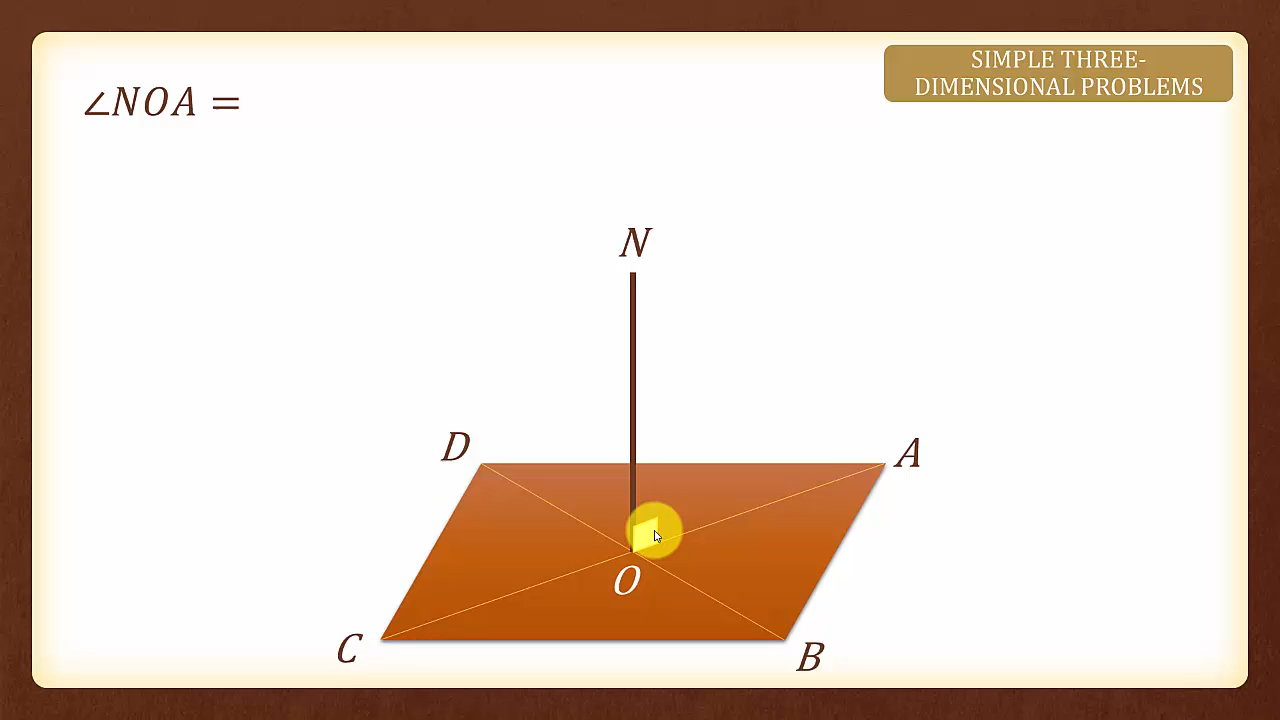 SIMPLE THREE-
DIMENSIONAL PROBLEMS
∠NOA =
N
D
A
O
C
B